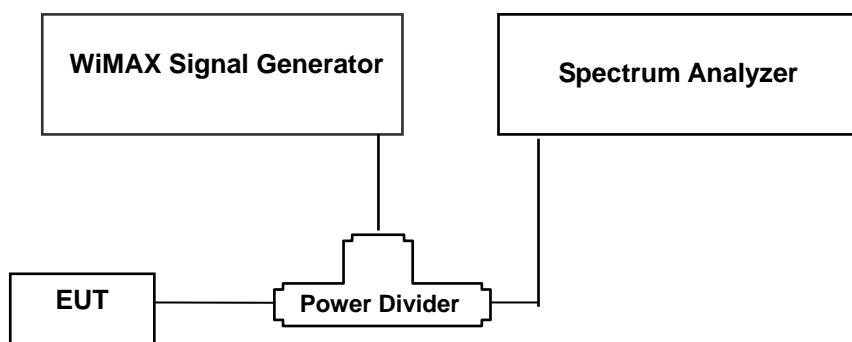 WiMAX Signal Generator
Spectrum Analyzer
EUT
Power Divider